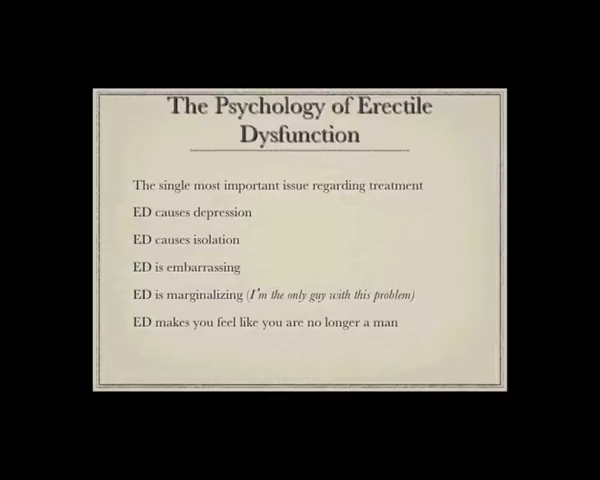 The Psychology of Erectile
Dysfunction
The single most important issue regarding treatment
ED causes depression
ED causes isolation
ED is embarrassing
ED is marginalizing (I'm the only guy with this problem)
ED makes you feel like you are no longer a man